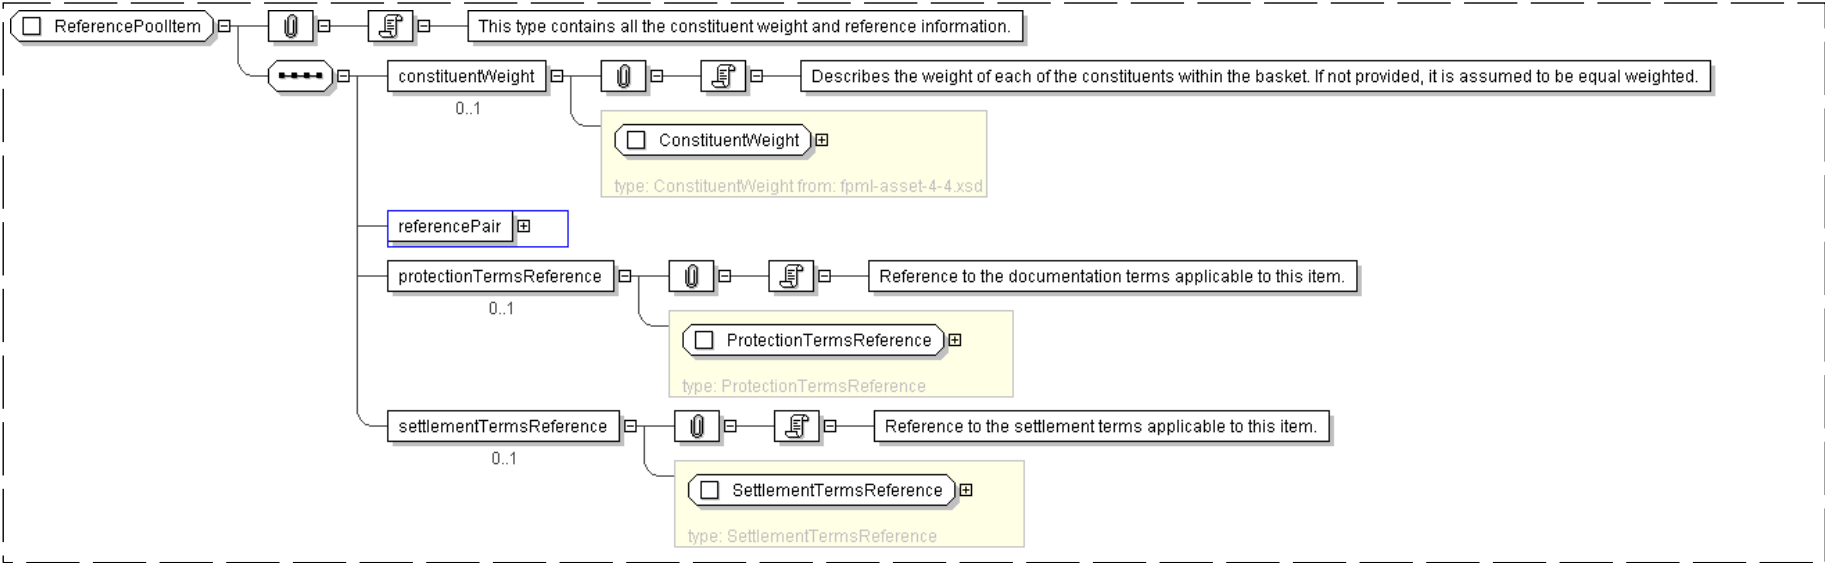 ReferencePoolItem
This type contains all the constituent weight and reference information.
constituentWeight
Describes the weight of each of the constituents within the basket. If not provided, it is assumed to be equal weighted.
0..1
ConstituentWeight
type: ConstituentWeight from: fpml-asset-4-4.xsd
referencePair
protectionTermsReference
Reference to the documentation terms applicable to this item.
0..1
ProtectionTermsReference
type: ProtectionTermsReference
settlementTermsReference
Reference to the settlement terms applicable to this item.
0..1
SettlementTermsReference
type: SettlementTermsReference